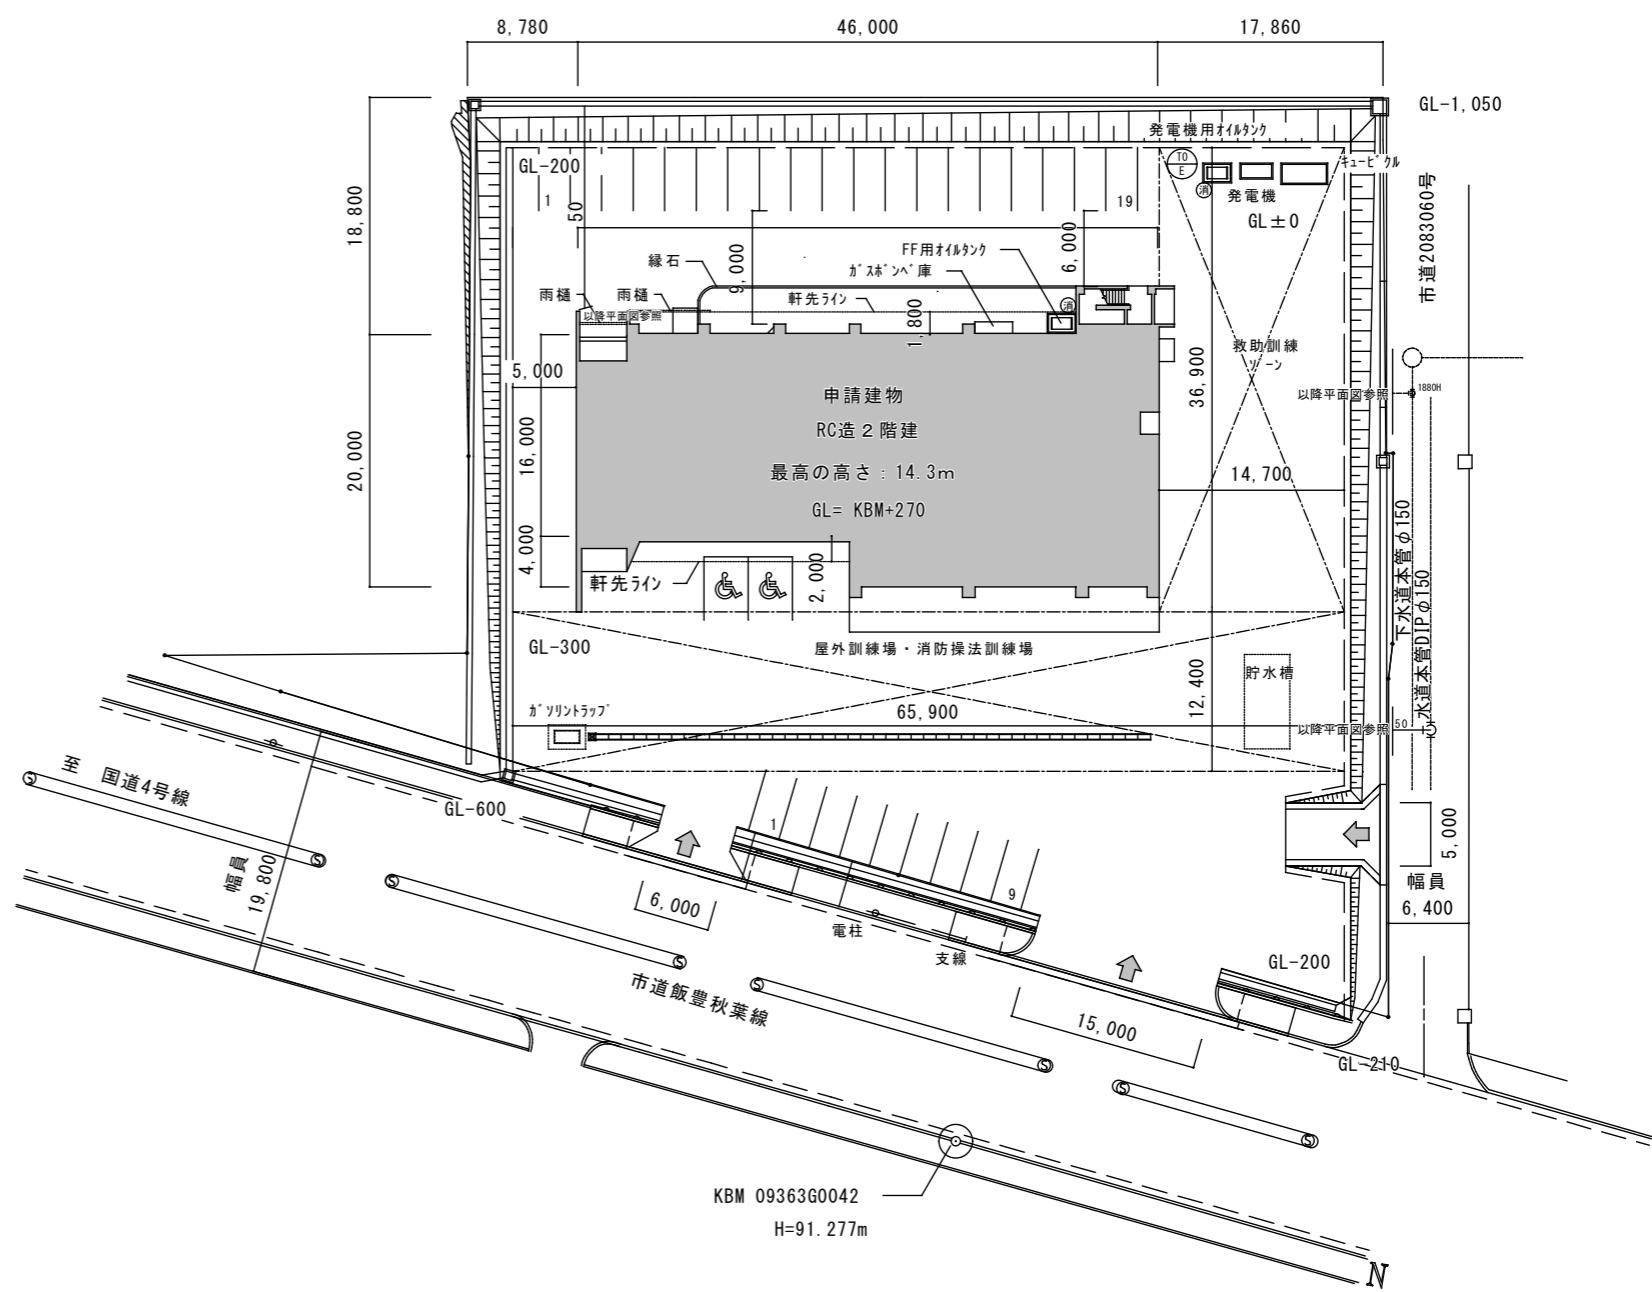 8,780
46,000
17,860
GL-1,050
発電機用ｵｲﾙﾀﾝｸ
GL-200
TO
E
ｷｭｰﾋﾞｸﾙ
消
発電機
1
19
50
GL±0
市道2083060号
18,800
9,000
6,000
FF用ｵｲﾙﾀﾝｸ
縁石
ｶﾞｽﾎﾞﾝﾍﾞ庫
雨樋
雨樋
軒先ライン
消
以降平面図参照
1,800
救助訓練
ｿﾞｰﾝ
5,000
36,900
1880H
以降平面図参照
申請建物
RC造２階建
20,000
16,000
最高の高さ：14.3m
14,700
GL= KBM+270
4,000
軒先ﾗｲﾝ
2,000
下水道本管φ150
水道本管DIPφ150
GL-300
屋外訓練場・消防操法訓練場
貯水槽
12,400
ｶﾞｿﾘﾝﾄﾗｯﾌﾟ
65,900
以降平面図参照
50
至　国道4号線
GL-600
1
5,000
幅員
19,800
幅員
6,400
6,000
9
電柱
支線
GL-200
市道飯豊秋葉線
15,000
GL-210
KBM 09363G0042
H=91.277m
N